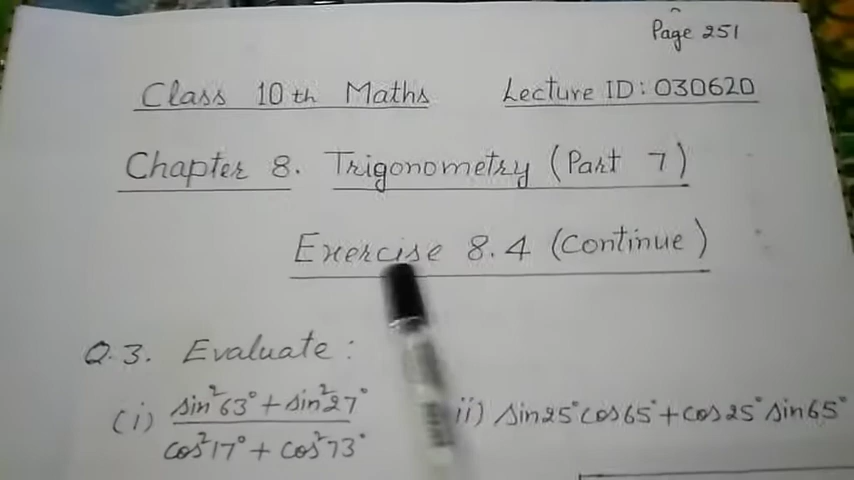 Page 251
Class 10th Maths Lecture ID: 030620
Chapter 8. Trigonometry (Part 7)
Exercise 8.4 (Continue)
Q.3. Evaluate:
(i) sin²63° + sin²27° / cos²17° + cos²73° ii) sin25° cos65° + cos25° sin65°